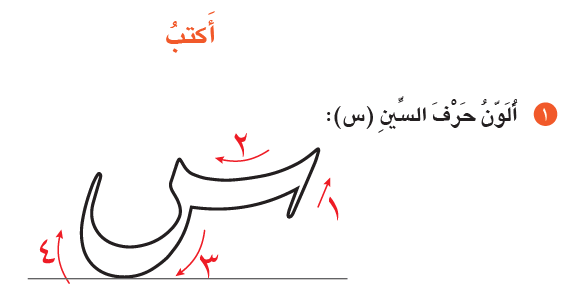 أَكتبُ
١ أُلَوّنُ حَرْفَ السِّينِ (س):
س
٢
١
٣
٤